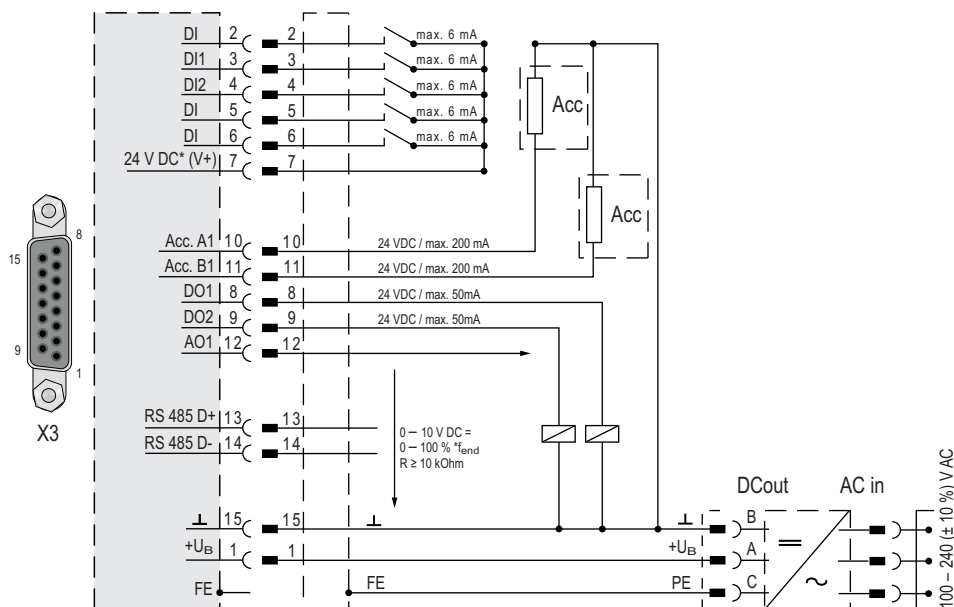 DI 2 2 max. 6 mA
DI1 3 3 max. 6 mA
DI2 4 4 max. 6 mA
DI 5 5 max. 6 mA
DI 6 6 max. 6 mA
24 V DC* (V+) 7 7
Acc
Acc
8
15
9
1
X3
Acc. A1 10 10 24 VDC / max. 200 mA
Acc. B1 11 11 24 VDC / max. 200 mA
DO1 8 8 24 VDC / max. 50mA
DO2 9 9 24 VDC / max. 50mA
AO1 12 12
RS 485 D+ 13 13
RS 485 D- 14 14
0 – 10 V DC =
0 – 100 % *fend
R ≥ 10 kOhm
DCout AC in
⊥ 15 15 ⊥ ⊥ B
+UB 1 1 +UB A
FE FE PE C
= ~
100 – 240 (± 10 %) V AC